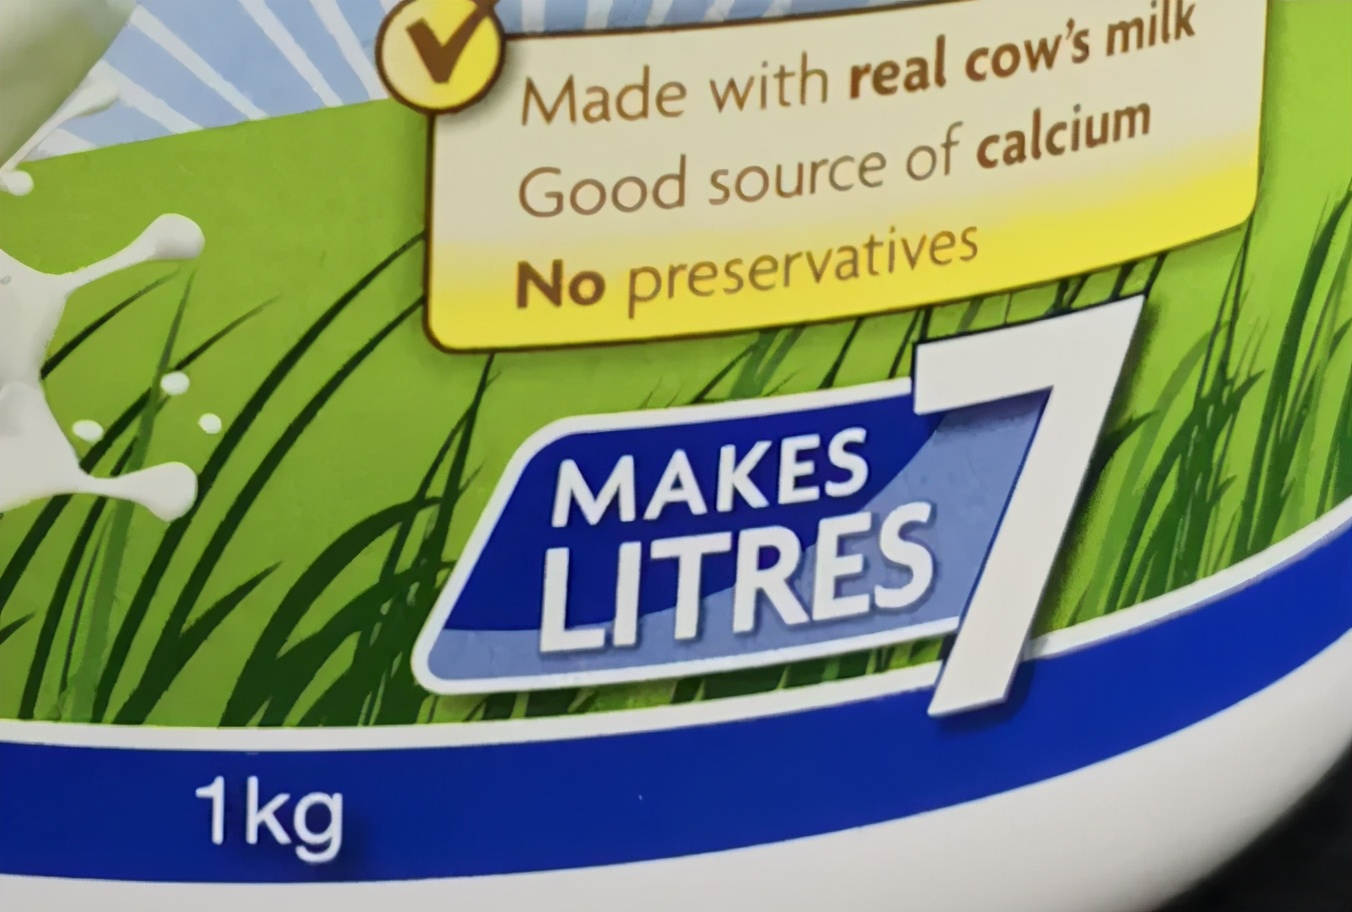 Made with real cow's milk
Good source of calcium
No preservatives
MAKES
LITRES 7
1kg